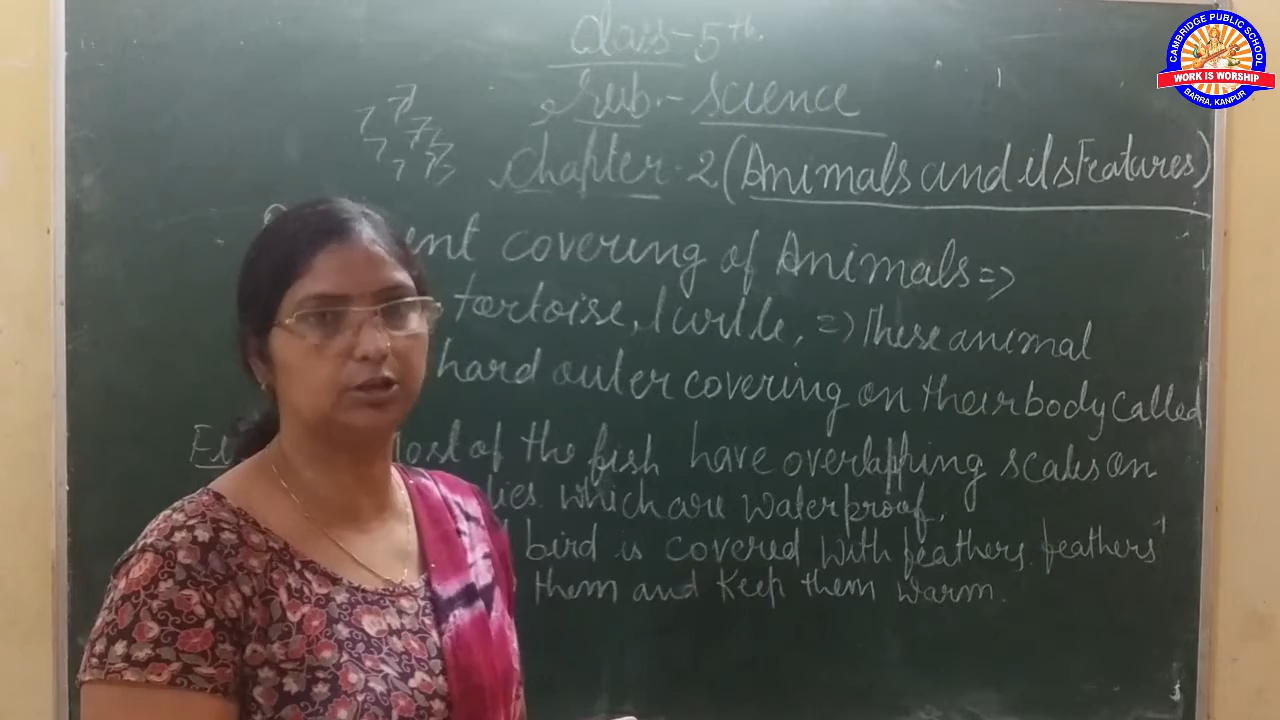 Class-5th.
Sub.- Science
Chapter-2 (Animals and its Features)
covering of Animals =>
tortoise, turtle, => These animal
hard outer covering on their body called
of the fish have overlapping scales on
which are waterproof.
bird is covered with feathers. feathers
them and keep them warm.
CAMBRIDGE PUBLIC SCHOOL
WORK IS WORSHIP
BARRA, KANPUR